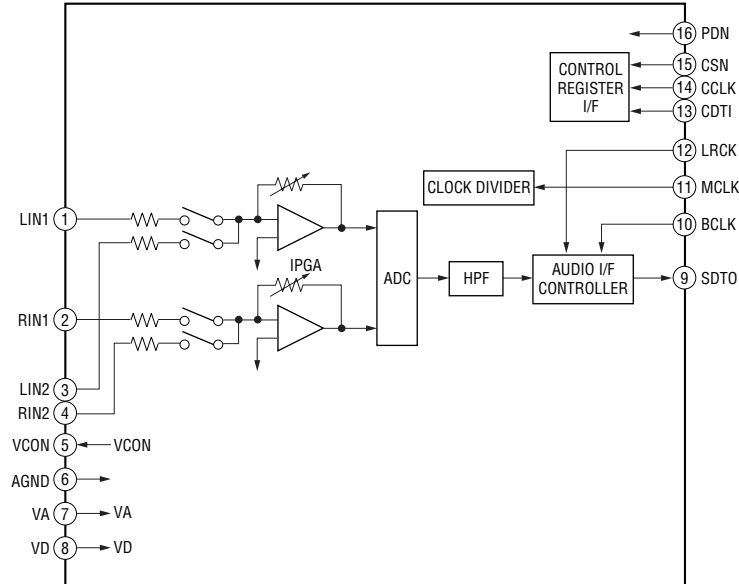 16 PDN
15 CSN
CONTROL
REGISTER
I/F
14 CCLK
13 CDTI
12 LRCK
CLOCK DIVIDER
11 MCLK
LIN1 1
10 BCLK
IPGA
ADC
HPF
AUDIO I/F
CONTROLLER
9 SDTO
RIN1 2
LIN2 3
RIN2 4
VCON 5 VCON
AGND 6
VA 7 VA
VD 8 VD